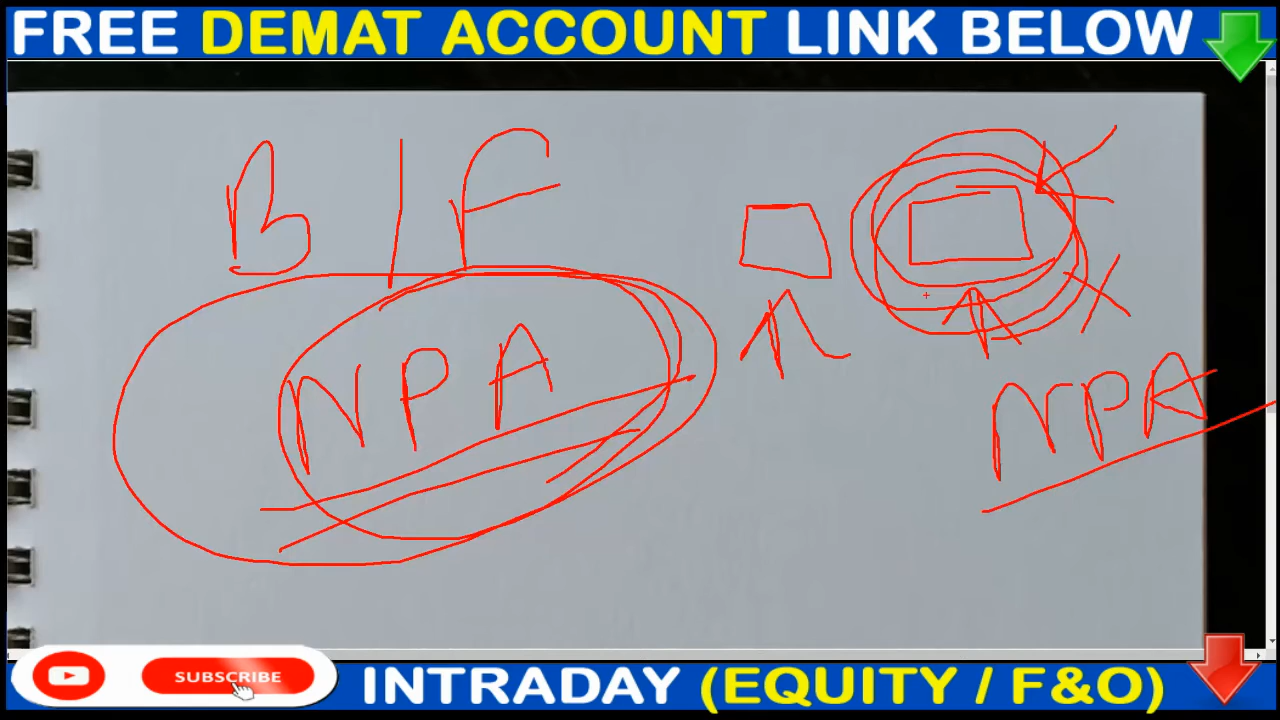 FREE DEMAT ACCOUNT LINK BELOW
B/F
NPA
NPA
SUBSCRIBE
INTRADAY (EQUITY / F&O)